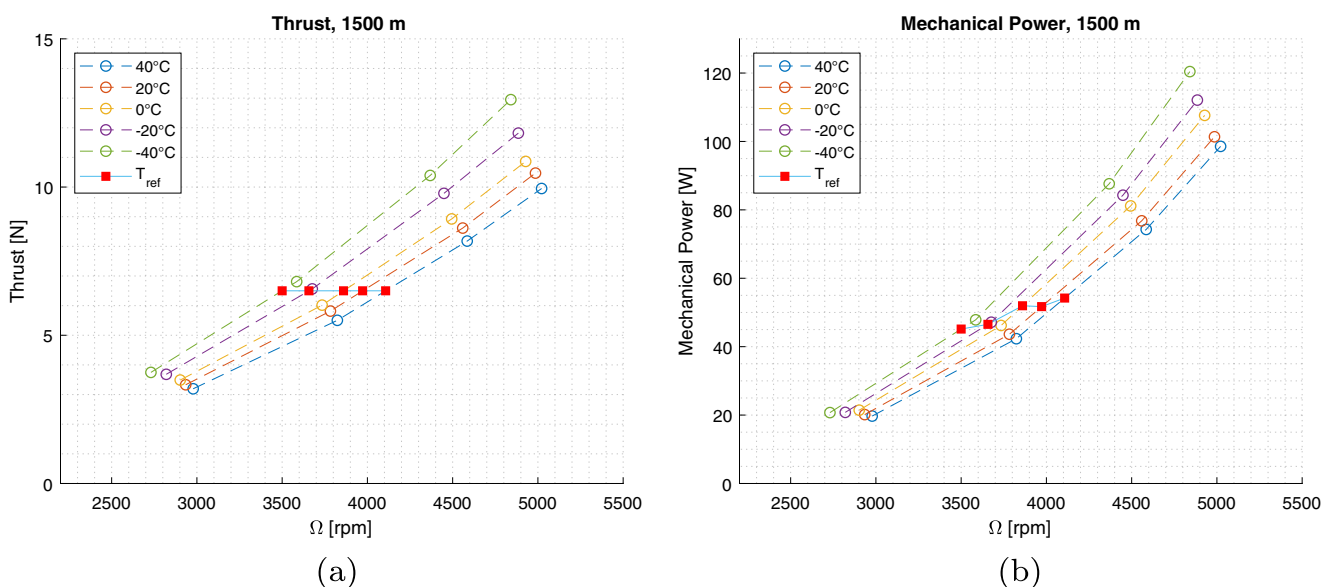 Thrust, 1500 m
15
10
5
0
Thrust [N]
40°C
20°C
0°C
-20°C
-40°C
T_ref
2500 3000 3500 4000 4500 5000 5500
Ω [rpm]
(a)
Mechanical Power, 1500 m
120
100
80
60
40
20
0
Mechanical Power [W]
40°C
20°C
0°C
-20°C
-40°C
T_ref
2500 3000 3500 4000 4500 5000 5500
Ω [rpm]
(b)